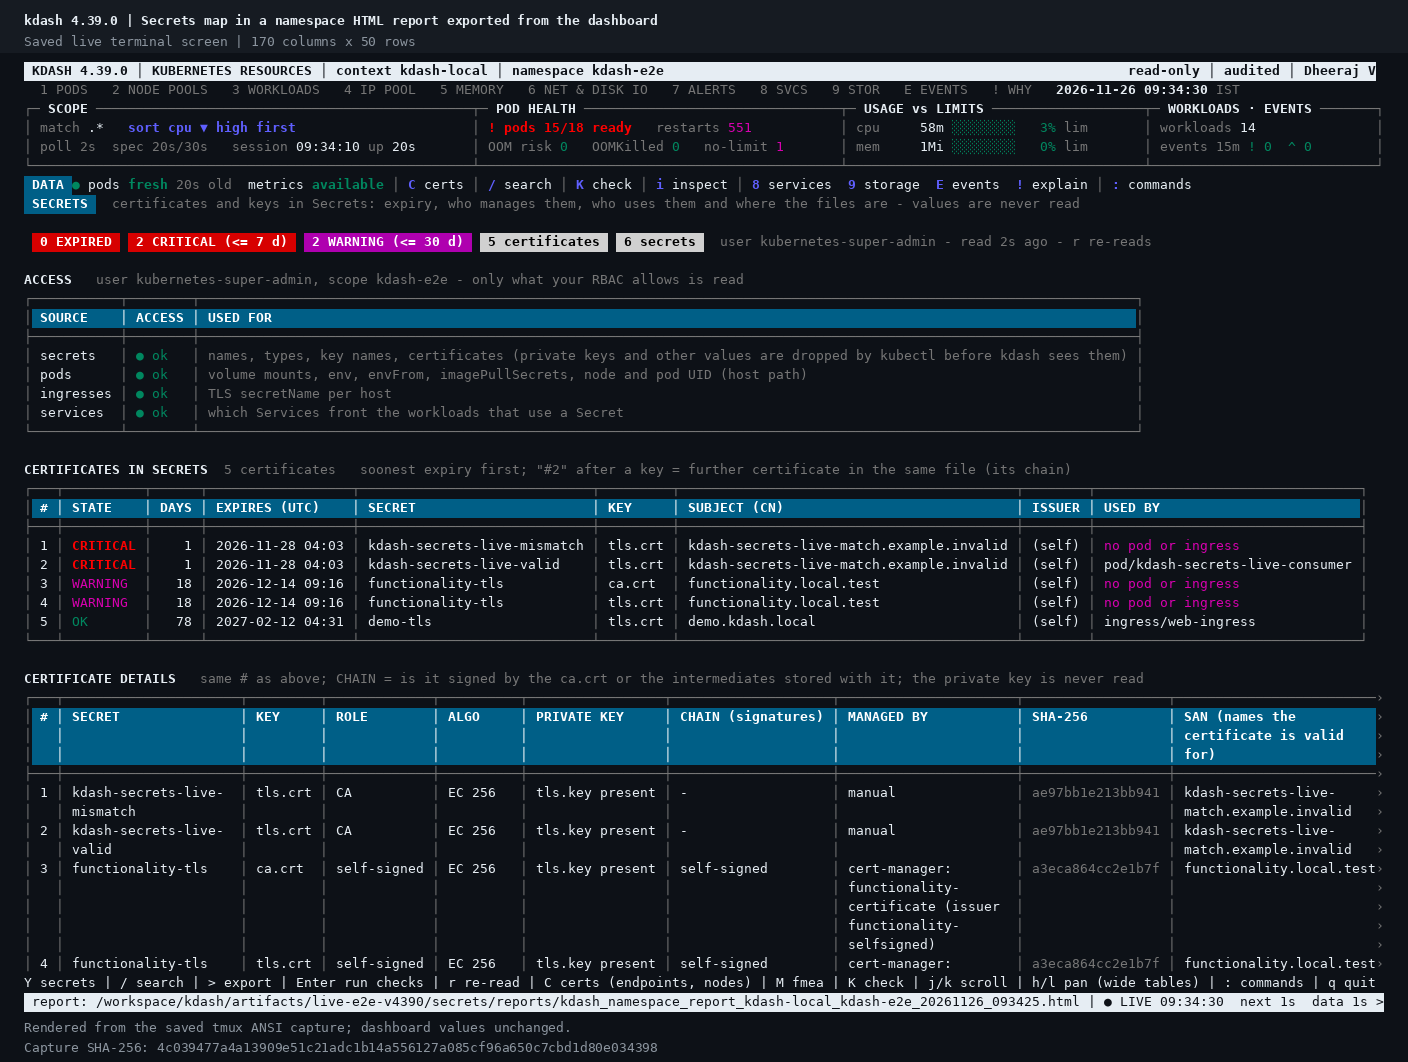 kdash 4.39.0 | Secrets map in a namespace HTML report exported from the dashboard
Saved live terminal screen | 170 columns x 50 rows
KDASH 4.39.0 │ KUBERNETES RESOURCES │ context kdash-local │ namespace kdash-e2e read-only │ audited │ Dheeraj V
1 PODS 2 NODE POOLS 3 WORKLOADS 4 IP POOL 5 MEMORY 6 NET & DISK IO 7 ALERTS 8 SVCS 9 STOR E EVENTS ! WHY 2026-11-26 09:34:30 IST
SCOPE POD HEALTH USAGE vs LIMITS WORKLOADS · EVENTS
match .* sort cpu ▼ high first │ ! pods 15/18 ready restarts 551 │ cpu 58m ░░░░░░░░ 3% lim │ workloads 14
poll 2s spec 20s/30s session 09:34:10 up 20s │ OOM risk 0 OOMKilled 0 no-limit 1 │ mem 1Mi ░░░░░░░░ 0% lim │ events 15m ! 0 ^ 0
DATA ● pods fresh 20s old metrics available │ C certs │ / search │ K check │ i inspect │ 8 services 9 storage E events ! explain │ : commands
SECRETS certificates and keys in Secrets: expiry, who manages them, who uses them and where the files are - values are never read
0 EXPIRED 2 CRITICAL (<= 7 d) 2 WARNING (<= 30 d) 5 certificates 6 secrets user kubernetes-super-admin - read 2s ago - r re-reads
ACCESS user kubernetes-super-admin, scope kdash-e2e - only what your RBAC allows is read
SOURCE │ ACCESS │ USED FOR
secrets │ ● ok │ names, types, key names, certificates (private keys and other values are dropped by kubectl before kdash sees them)
pods │ ● ok │ volume mounts, env, envFrom, imagePullSecrets, node and pod UID (host path)
ingresses │ ● ok │ TLS secretName per host
services │ ● ok │ which Services front the workloads that use a Secret
CERTIFICATES IN SECRETS 5 certificates soonest expiry first; "#2" after a key = further certificate in the same file (its chain)
# │ STATE │ DAYS │ EXPIRES (UTC) │ SECRET │ KEY │ SUBJECT (CN) │ ISSUER │ USED BY
1 │ CRITICAL │ 1 │ 2026-11-28 04:03 │ kdash-secrets-live-mismatch │ tls.crt │ kdash-secrets-live-match.example.invalid │ (self) │ no pod or ingress
2 │ CRITICAL │ 1 │ 2026-11-28 04:03 │ kdash-secrets-live-valid │ tls.crt │ kdash-secrets-live-match.example.invalid │ (self) │ pod/kdash-secrets-live-consumer
3 │ WARNING │ 18 │ 2026-12-14 09:16 │ functionality-tls │ ca.crt │ functionality.local.test │ (self) │ no pod or ingress
4 │ WARNING │ 18 │ 2026-12-14 09:16 │ functionality-tls │ tls.crt │ functionality.local.test │ (self) │ no pod or ingress
5 │ OK │ 78 │ 2027-02-12 04:31 │ demo-tls │ tls.crt │ demo.kdash.local │ (self) │ ingress/web-ingress
CERTIFICATE DETAILS same # as above; CHAIN = is it signed by the ca.crt or the intermediates stored with it; the private key is never read
# │ SECRET │ KEY │ ROLE │ ALGO │ PRIVATE KEY │ CHAIN (signatures) │ MANAGED BY │ SHA-256 │ SAN (names the ›
certificate is valid ›
for) ›
1 │ kdash-secrets-live- │ tls.crt │ CA │ EC 256 │ tls.key present │ - │ manual │ ae97bb1e213bb941 │ kdash-secrets-live- ›
mismatch │ match.example.invalid ›
2 │ kdash-secrets-live- │ tls.crt │ CA │ EC 256 │ tls.key present │ - │ manual │ ae97bb1e213bb941 │ kdash-secrets-live- ›
valid │ match.example.invalid ›
3 │ functionality-tls │ ca.crt │ self-signed │ EC 256 │ tls.key present │ self-signed │ cert-manager: │ a3eca864cc2e1b7f │ functionality.local.test›
functionality- ›
certificate (issuer ›
functionality- ›
selfsigned) ›
4 │ functionality-tls │ tls.crt │ self-signed │ EC 256 │ tls.key present │ self-signed │ cert-manager: │ a3eca864cc2e1b7f │ functionality.local.test›
Y secrets | / search | > export | Enter run checks | r re-read | C certs (endpoints, nodes) | M fmea | K check | j/k scroll | h/l pan (wide tables) | : commands | q quit
report: /workspace/kdash/artifacts/live-e2e-v4390/secrets/reports/kdash_namespace_report_kdash-local_kdash-e2e_20261126_093425.html | ● LIVE 09:34:30 next 1s data 1s >
Rendered from the saved tmux ANSI capture; dashboard values unchanged.
Capture SHA-256: 4c039477a4a13909e51c21adc1b14a556127a085cf96a650c7cbd1d80e034398